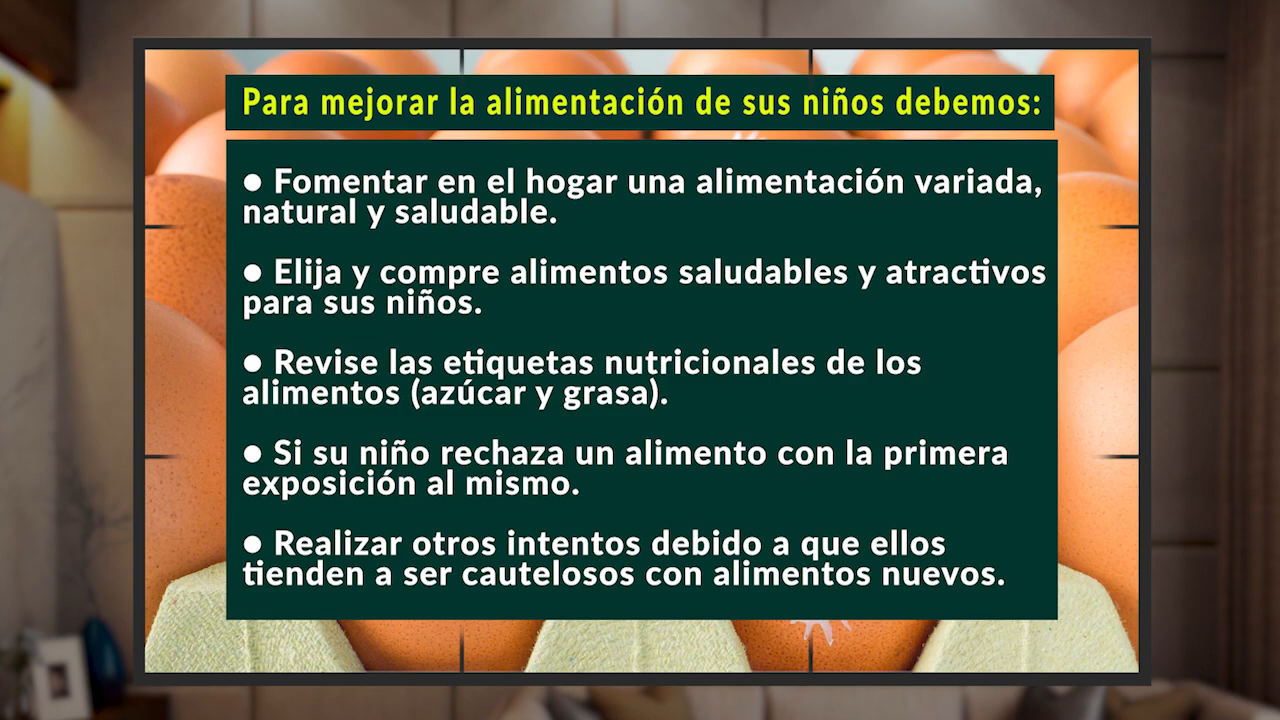 Para mejorar la alimentación de sus niños debemos:
● Fomentar en el hogar una alimentación variada,
natural y saludable.
● Elija y compre alimentos saludables y atractivos
para sus niños.
● Revise las etiquetas nutricionales de los
alimentos (azúcar y grasa).
● Si su niño rechaza un alimento con la primera
exposición al mismo.
● Realizar otros intentos debido a que ellos
tienden a ser cautelosos con alimentos nuevos.